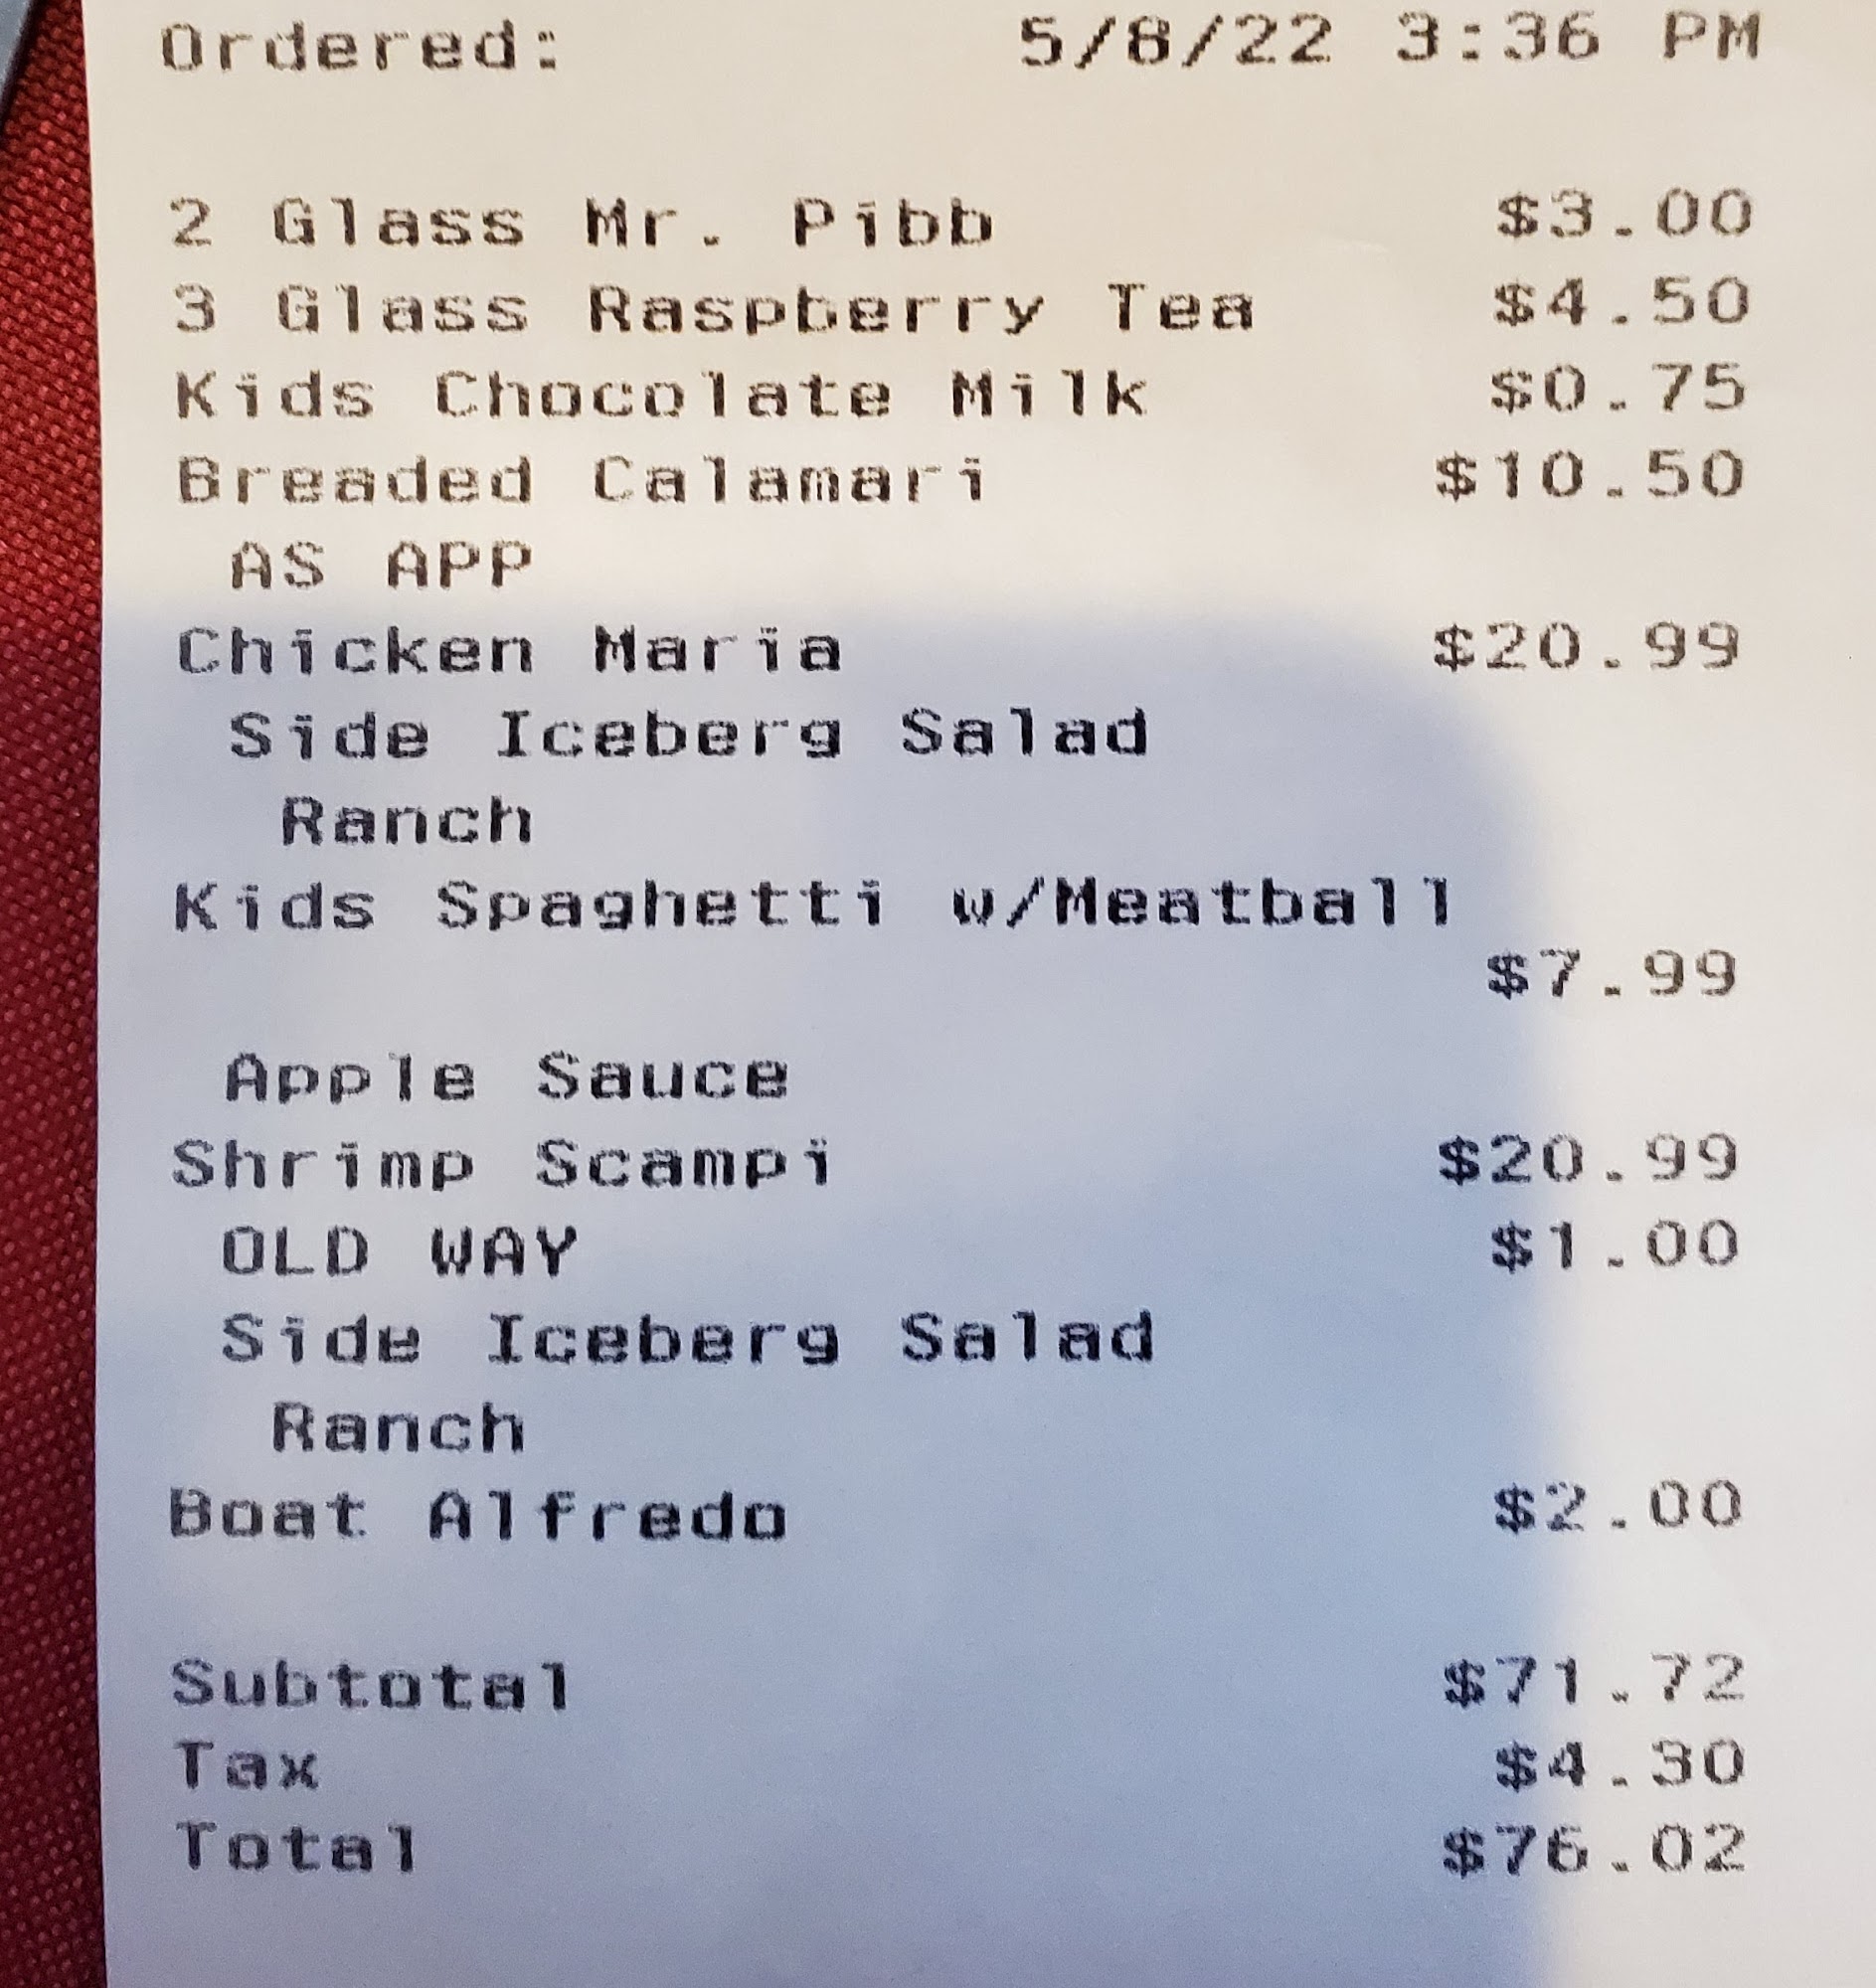 Ordered: 5/8/22 3:36 PM
2 Glass Mr. Pibb $3.00
3 Glass Raspberry Tea $4.50
Kids Chocolate Milk $0.75
Breaded Calamari $10.50
AS APP
Chicken Maria $20.99
Side Iceberg Salad
Ranch
Kids Spaghetti w/Meatball
$7.99
Apple Sauce
Shrimp Scampi $20.99
OLD WAY $1.00
Side Iceberg Salad
Ranch
Boat Alfredo $2.00
Subtotal $71.72
Tax $4.30
Total $76.02